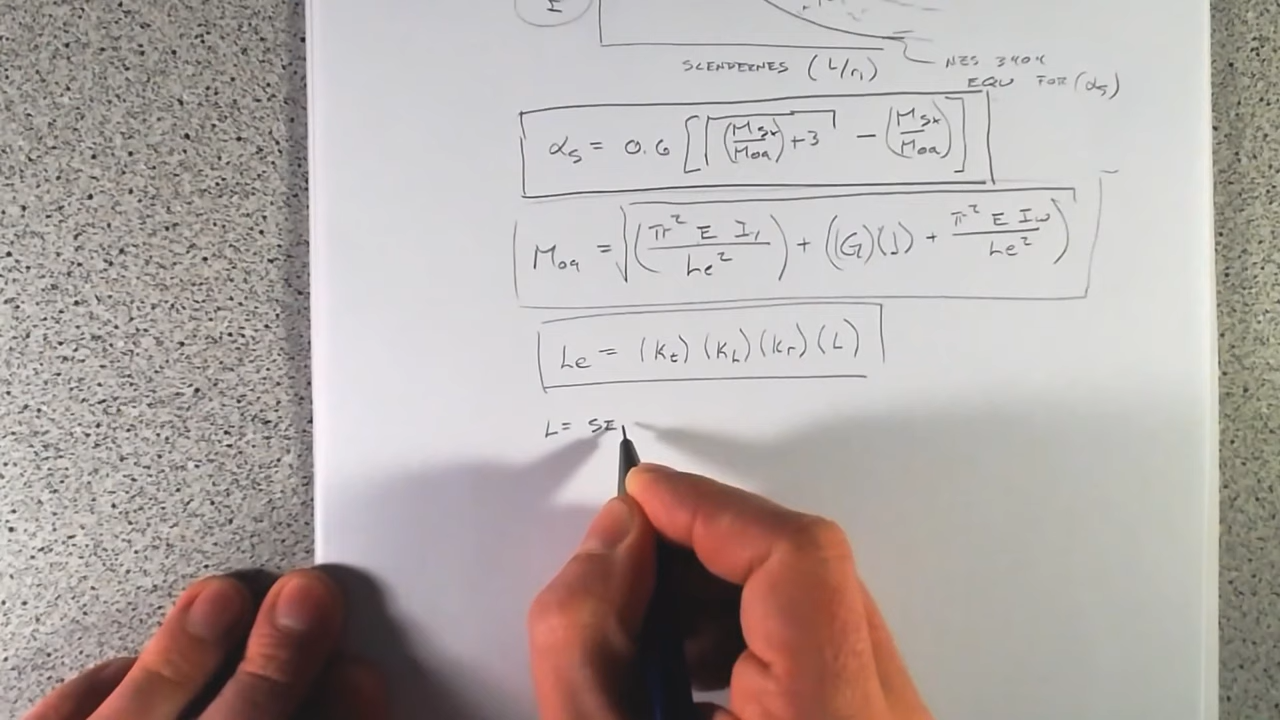 I
SLENDERNES (L/r₁)
NZS 3404
EQU FOR (αs)
αs = 0.6 [ √((Msx/Moa) + 3) − (Msx/Moa) ]
Moa = √((π² E I₁ / Le²) + ((G)(J) + π² E Iw / Le²))
Le = (Kt) (KL) (Kr) (L)
L = SE